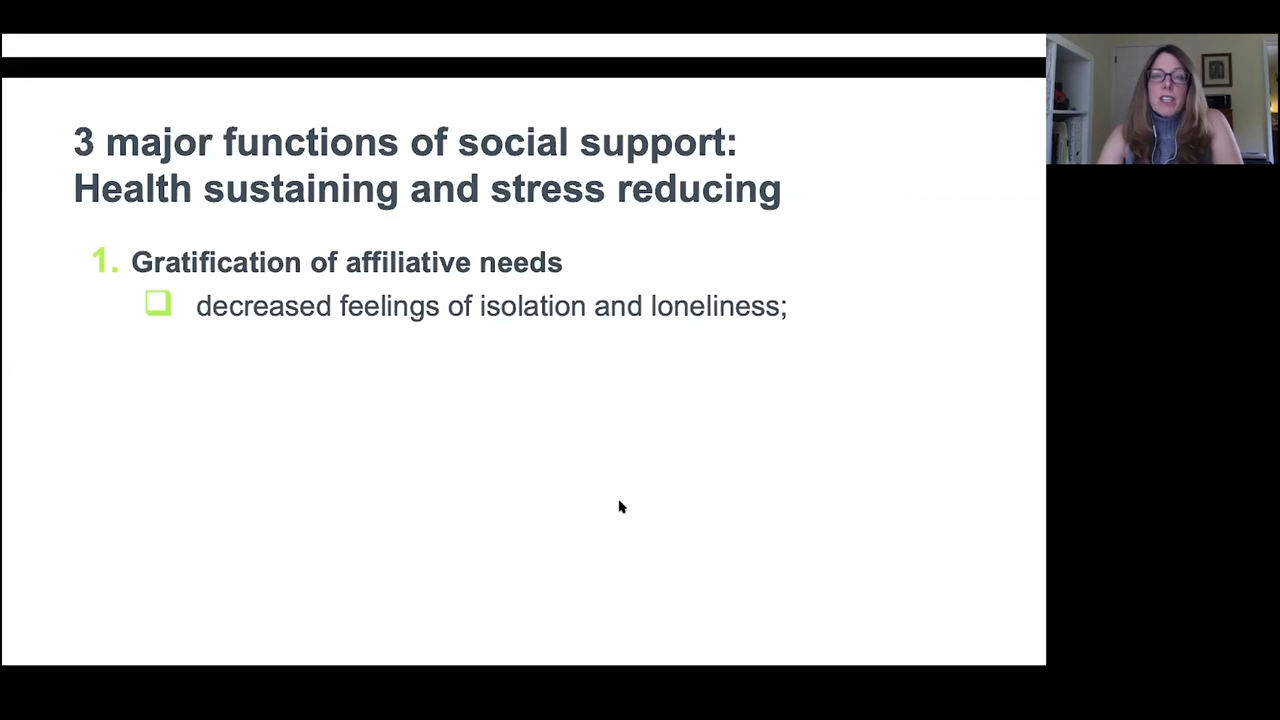 3 major functions of social support:
Health sustaining and stress reducing
1. Gratification of affiliative needs
decreased feelings of isolation and loneliness;